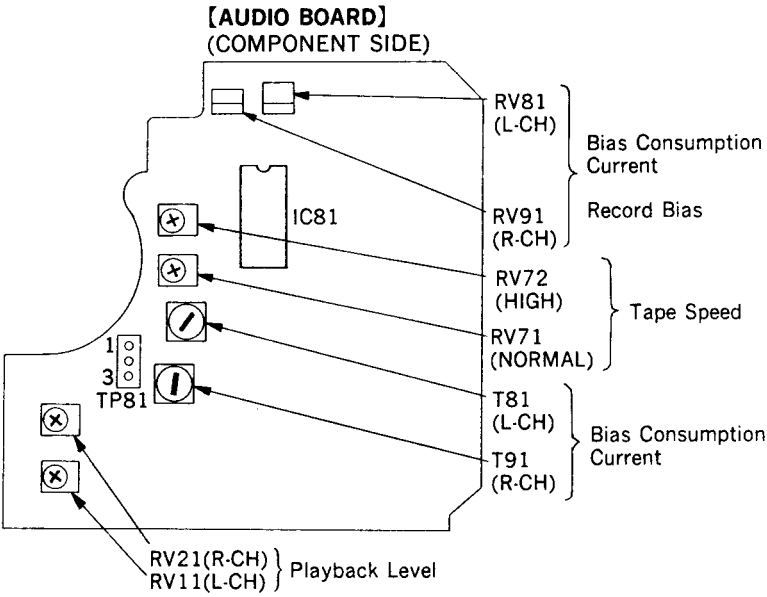 【AUDIO BOARD】
(COMPONENT SIDE)
RV81
(L-CH)
Bias Consumption
Current
RV91
(R-CH)
Record Bias
IC81
RV72
(HIGH)
Tape Speed
RV71
(NORMAL)
1
3
TP81
T81
(L-CH)
Bias Consumption
Current
T91
(R-CH)
RV21(R-CH)
RV11(L-CH)
Playback Level